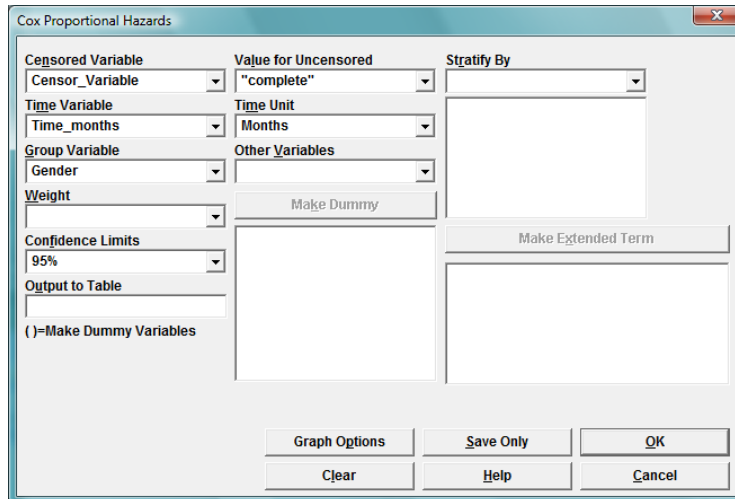 Cox Proportional Hazards
Censored Variable
Value for Uncensored
Stratify By
Censor_Variable
"complete"
Time Variable
Time Unit
Time_months
Months
Group Variable
Other Variables
Gender
Weight
Make Dummy
Confidence Limits
Make Extended Term
95%
Output to Table
( )=Make Dummy Variables
Graph Options
Save Only
OK
Clear
Help
Cancel